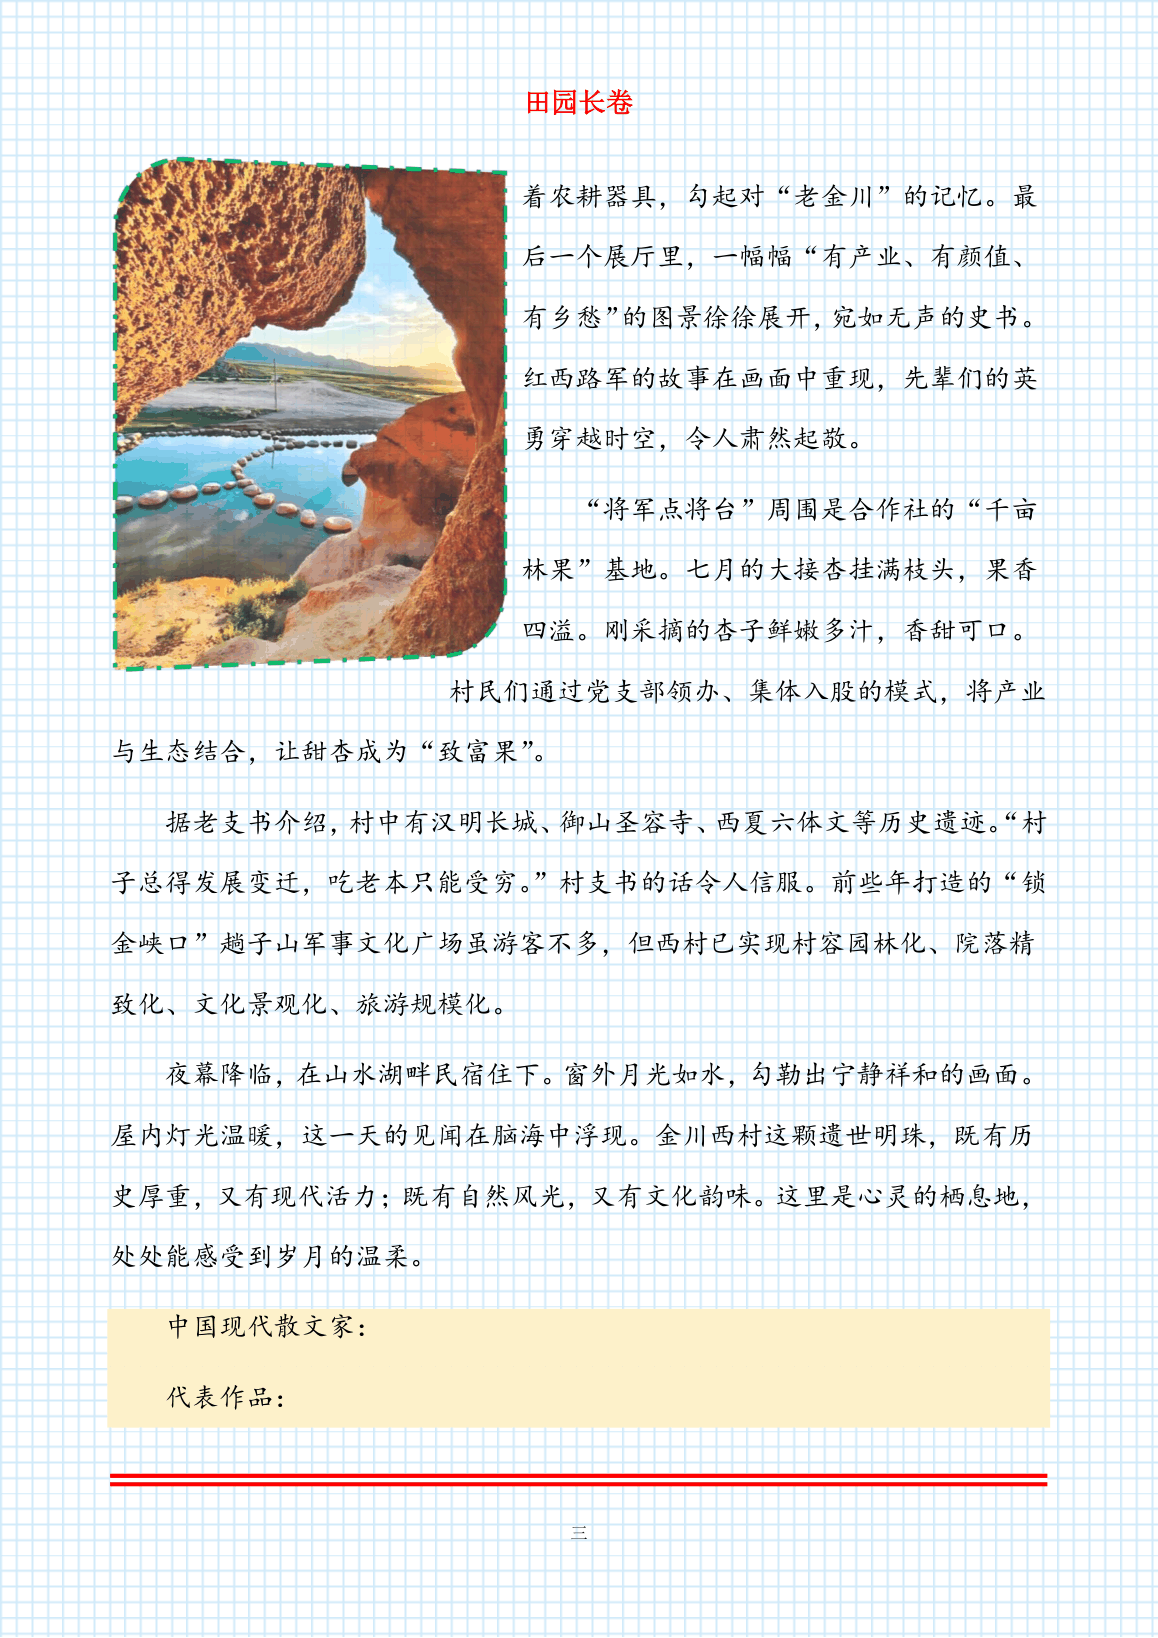 田园长卷
着农耕器具，勾起对“老金川”的记忆。最
后一个展厅里，一幅幅“有产业、有颜值、
有乡愁”的图景徐徐展开，宛如无声的史书。
红西路军的故事在画面中重现，先辈们的英
勇穿越时空，令人肃然起敬。
“将军点将台”周围是合作社的“千亩
林果”基地。七月的大接杏挂满枝头，果香
四溢。刚采摘的杏子鲜嫩多汁，香甜可口。
村民们通过党支部领办、集体入股的模式，将产业
与生态结合，让甜杏成为“致富果”。
据老支书介绍，村中有汉明长城、御山圣容寺、西夏六体文等历史遗迹。“村
子总得发展变迁，吃老本只能受穷。”村支书的话令人信服。前些年打造的“锁
金峡口”趟子山军事文化广场虽游客不多，但西村已实现村容园林化、院落精
致化、文化景观化、旅游规模化。
夜幕降临，在山水湖畔民宿住下。窗外月光如水，勾勒出宁静祥和的画面。
屋内灯光温暖，这一天的见闻在脑海中浮现。金川西村这颗遗世明珠，既有历
史厚重，又有现代活力；既有自然风光，又有文化韵味。这里是心灵的栖息地，
处处能感受到岁月的温柔。
中国现代散文家：
代表作品：
三